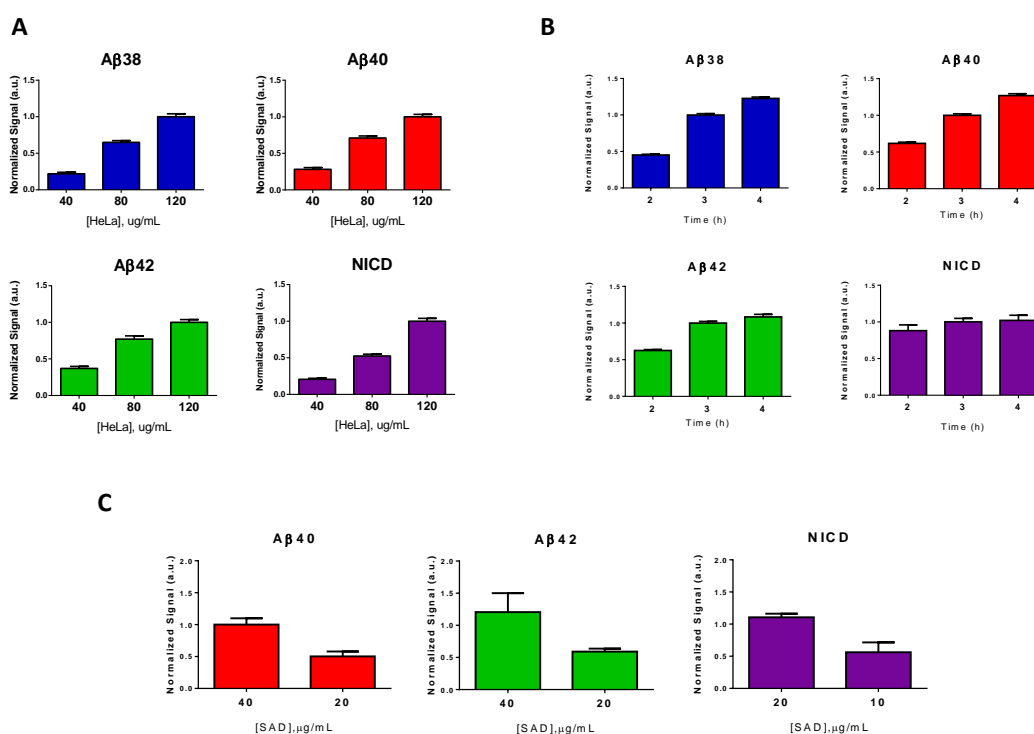 A
Aβ38
Normalized Signal (a.u.)
1.5
1.0
0.5
0.0
40 80 120
[HeLa], ug/mL
Aβ40
Normalized Signal (a.u.)
1.5
1.0
0.5
0.0
40 80 120
[HeLa], ug/mL
Aβ42
Normalized Signal (a.u.)
1.5
1.0
0.5
0.0
40 80 120
[HeLa], ug/mL
NICD
Normalized Signal (a.u.)
1.5
1.0
0.5
0.0
40 80 120
[HeLa], ug/mL
B
Aβ38
Normalized Signal (a.u.)
1.5
1.0
0.5
0.0
2 3 4
Time (h)
Aβ40
Normalized Signal (a.u.)
1.5
1.0
0.5
0.0
2 3 4
Time (h)
Aβ42
Normalized Signal (a.u.)
1.5
1.0
0.5
0.0
2 3 4
Time (h)
NICD
Normalized Signal (a.u.)
1.5
1.0
0.5
0.0
2 3 4
Time (h)
C
Aβ40
Normalized Signal (a.u.)
2.0
1.5
1.0
0.5
0.0
40 20
[SAD],μg/mL
Aβ42
Normalized Signal (a.u.)
2.0
1.5
1.0
0.5
0.0
40 20
[SAD],μg/mL
NICD
Normalized Signal (a.u.)
2.0
1.5
1.0
0.5
0.0
20 10
[SAD],μg/mL